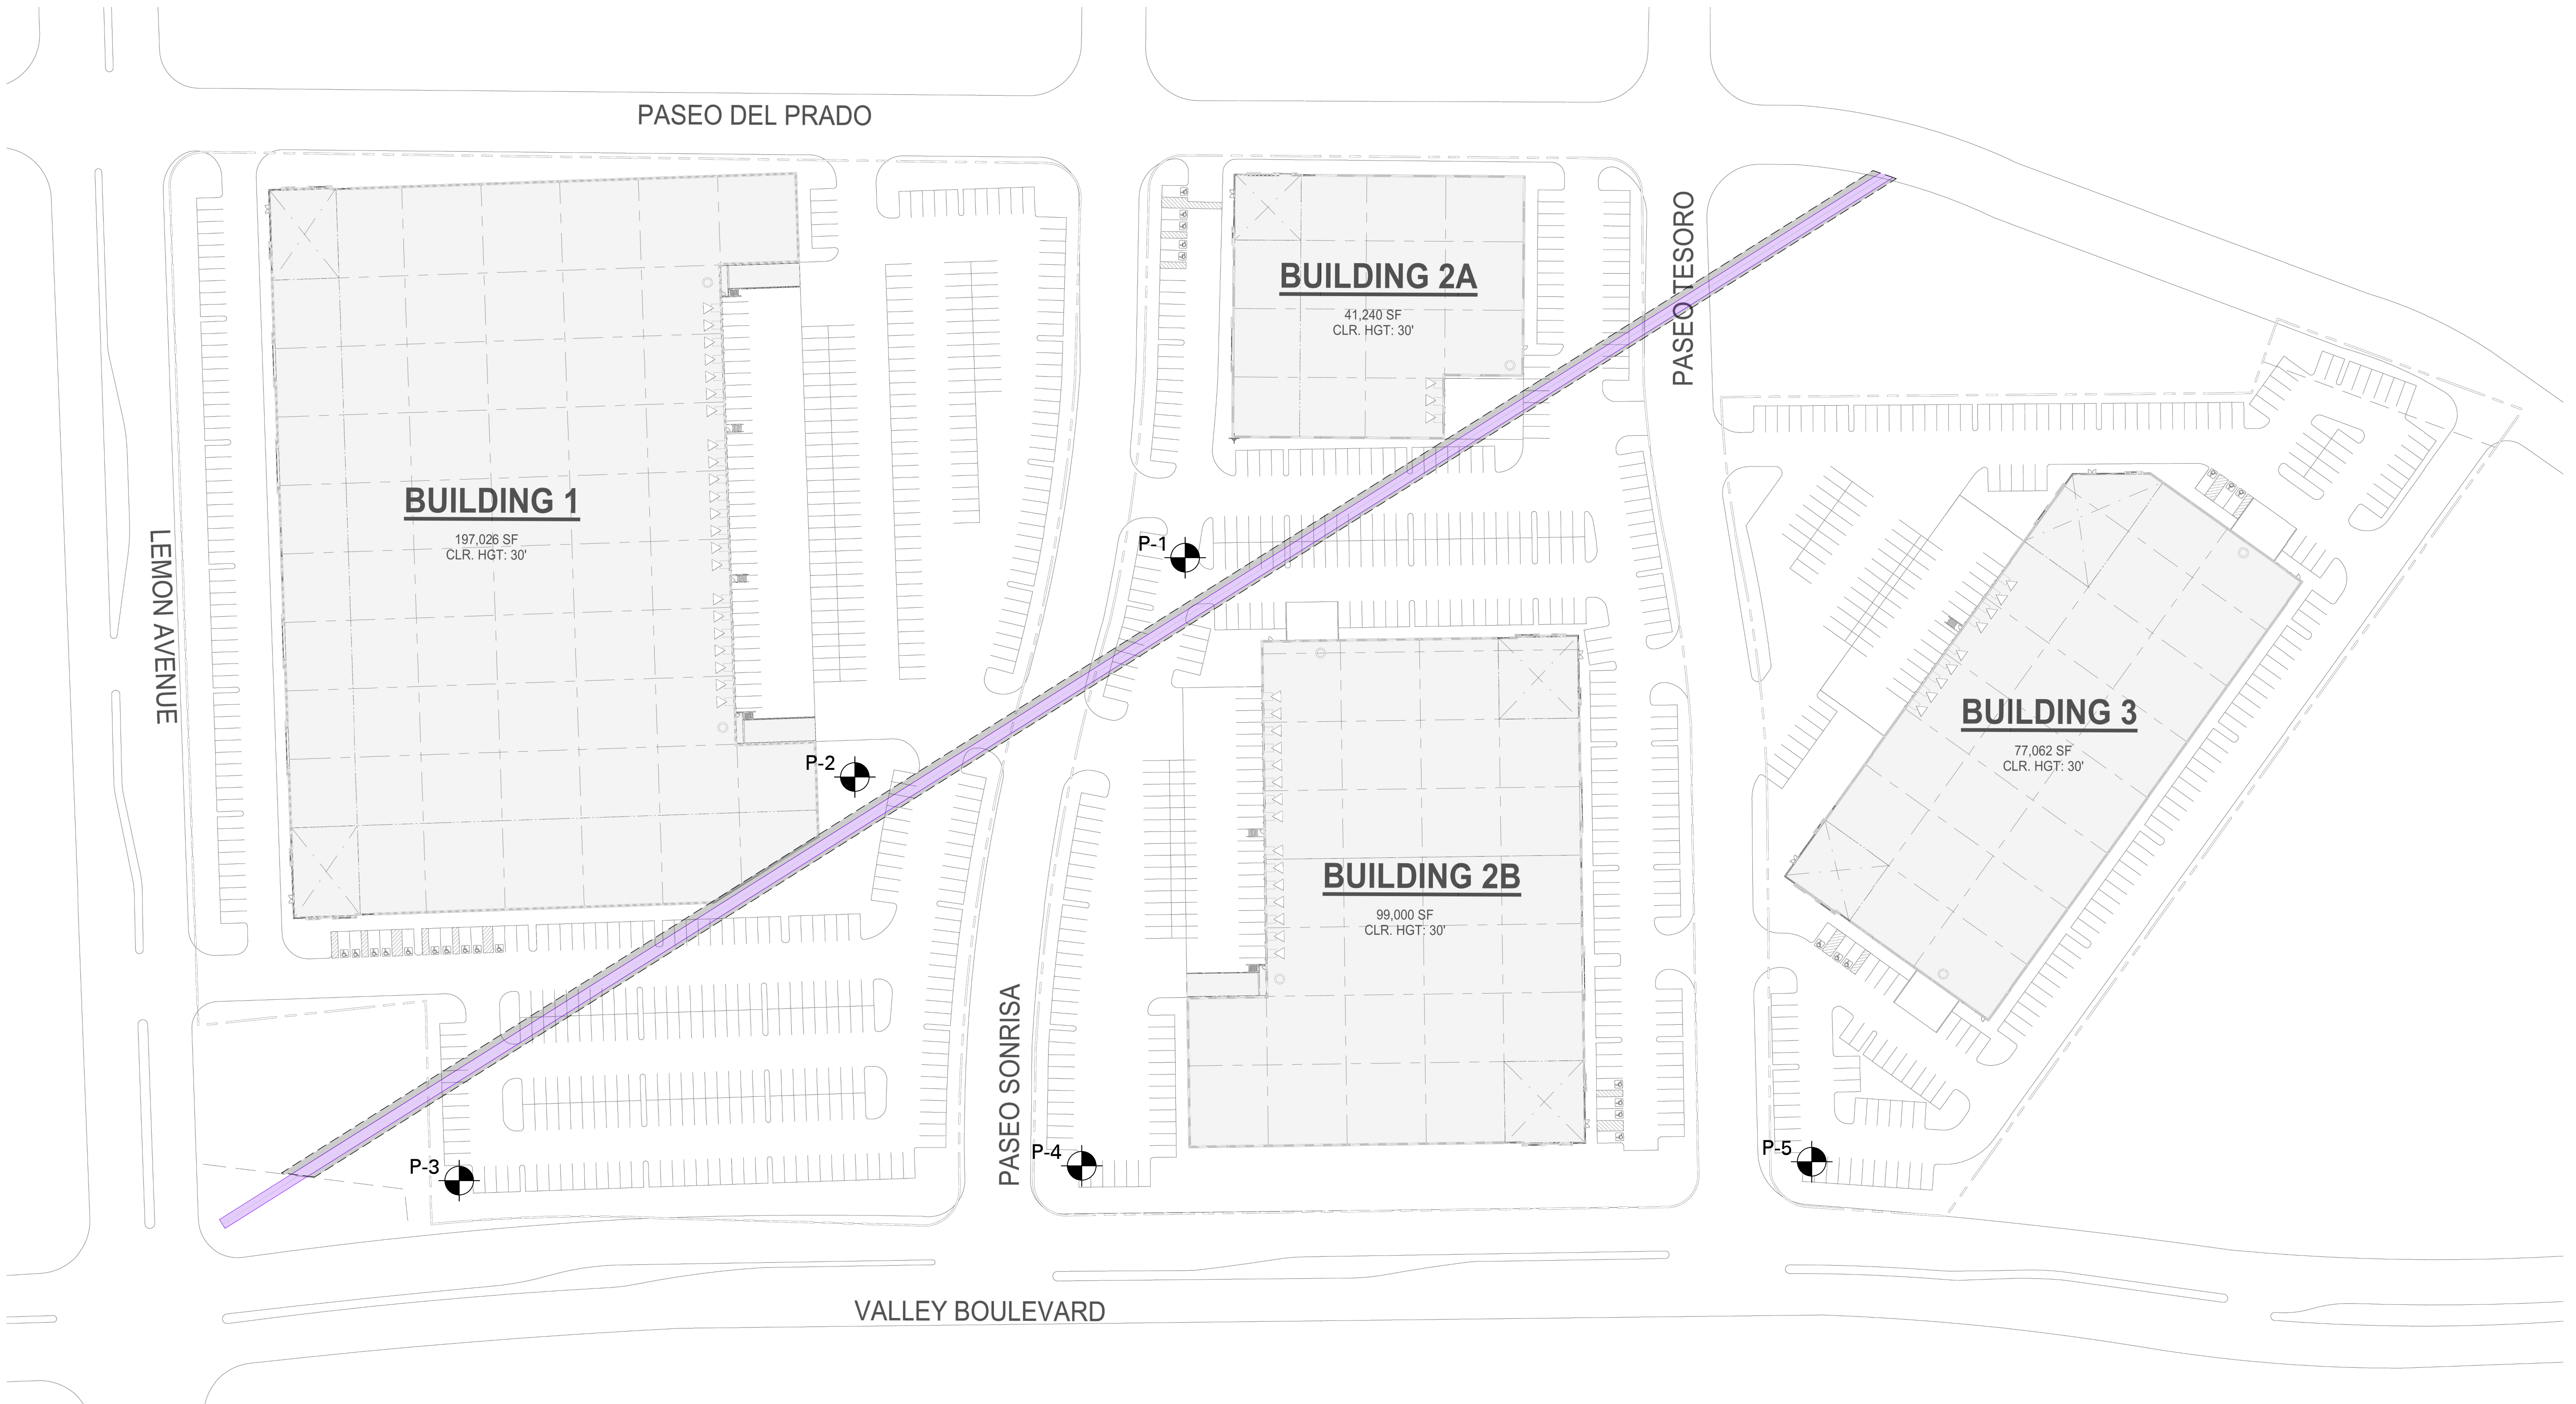 PASEO DEL PRADO
BUILDING 2A
41,240 SF
CLR. HGT: 30'
PASEO TESORO
BUILDING 1
197,026 SF
CLR. HGT: 30'
LEMON AVENUE
P-1
BUILDING 3
77,062 SF
CLR. HGT: 30'
P-2
BUILDING 2B
99,000 SF
CLR. HGT: 30'
PASEO SONRISA
P-3
P-4
P-5
VALLEY BOULEVARD